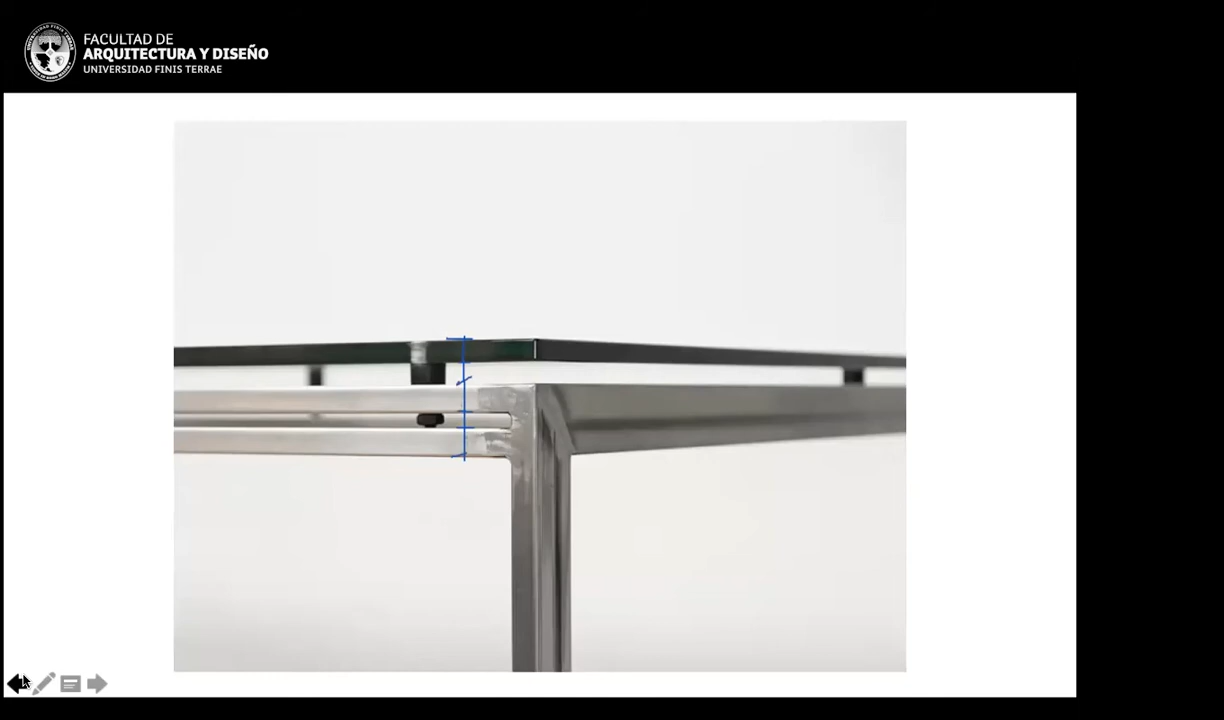 FACULTAD DE
ARQUITECTURA Y DISEÑO
UNIVERSIDAD FINIS TERRAE